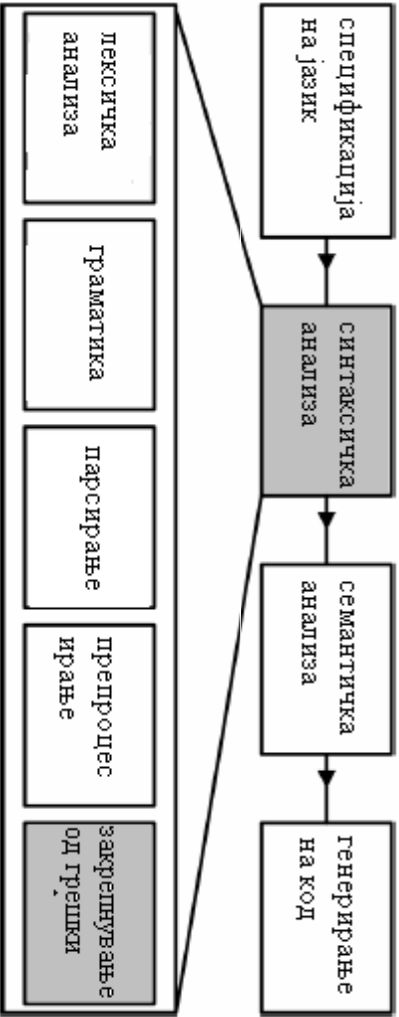 спецификација
на јазик
синтаксичка
анализа
семантичка
анализа
генерирање
на код
лексичка
анализа
граматика
парсирање
препроцес
ирање
закрепнување
од грешки